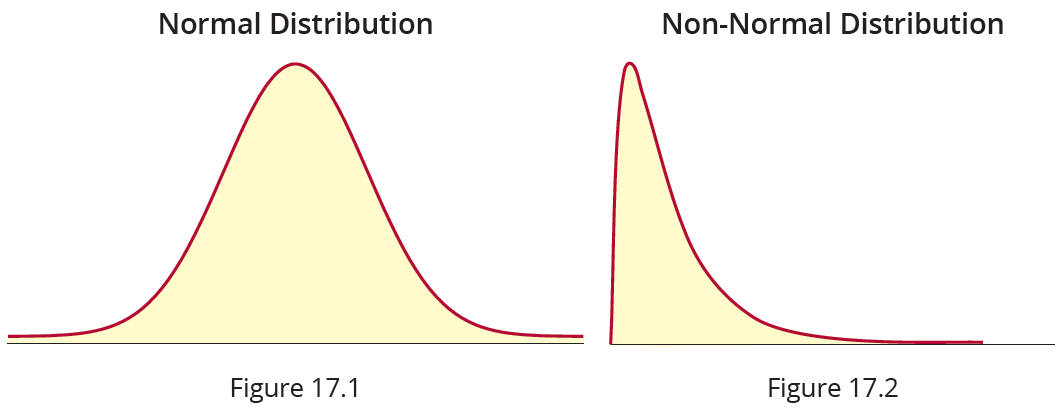 Normal Distribution
Non-Normal Distribution
Figure 17.1
Figure 17.2